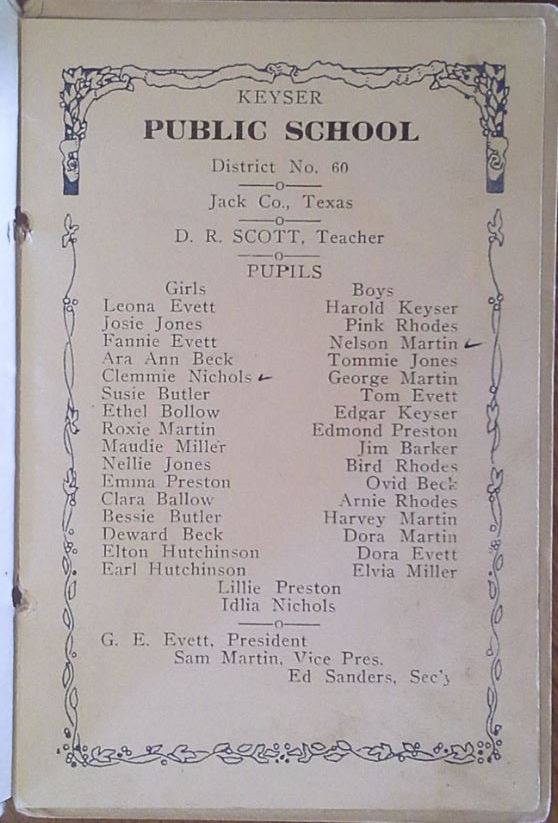 KEYSER
PUBLIC SCHOOL
District No. 60
o
Jack Co., Texas
o
D. R. SCOTT, Teacher
o
PUPILS
Girls Boys
Leona Evett Harold Keyser
Josie Jones Pink Rhodes
Fannie Evett Nelson Martin
Ara Ann Beck Tommie Jones
Clemmie Nichols George Martin
Susie Butler Tom Evett
Ethel Bollow Edgar Keyser
Roxie Martin Edmond Preston
Maudie Miller Jim Barker
Nellie Jones Bird Rhodes
Emma Preston Ovid Beck
Clara Ballow Arnie Rhodes
Bessie Butler Harvey Martin
Deward Beck Dora Martin
Elton Hutchinson Dora Evett
Earl Hutchinson Elvia Miller
Lillie Preston
Idlia Nichols
o
G. E. Evett, President
Sam Martin, Vice Pres.
Ed Sanders, Sec'y